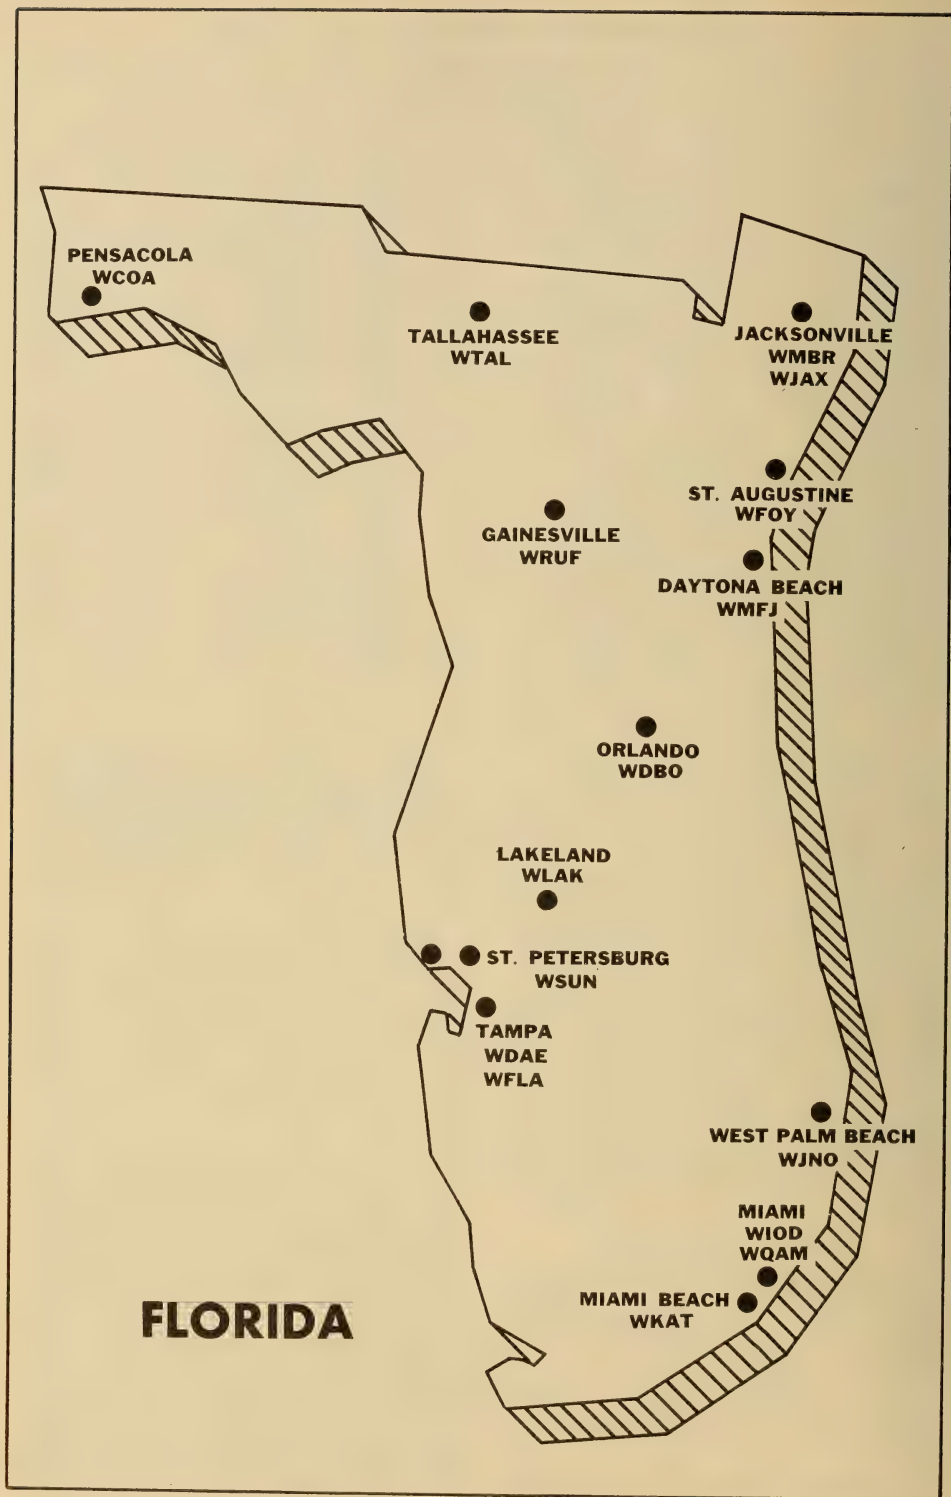 PENSACOLA
WCOA
TALLAHASSEE
WTAL
JACKSONVILLE
WMBR
WJAX
ST. AUGUSTINE
WFOY
GAINESVILLE
WRUF
DAYTONA BEACH
WMFJ
ORLANDO
WDBO
LAKELAND
WLAK
ST. PETERSBURG
WSUN
TAMPA
WDAE
WFLA
WEST PALM BEACH
WJNO
MIAMI
WIOD
WQAM
MIAMI BEACH
WKAT
FLORIDA